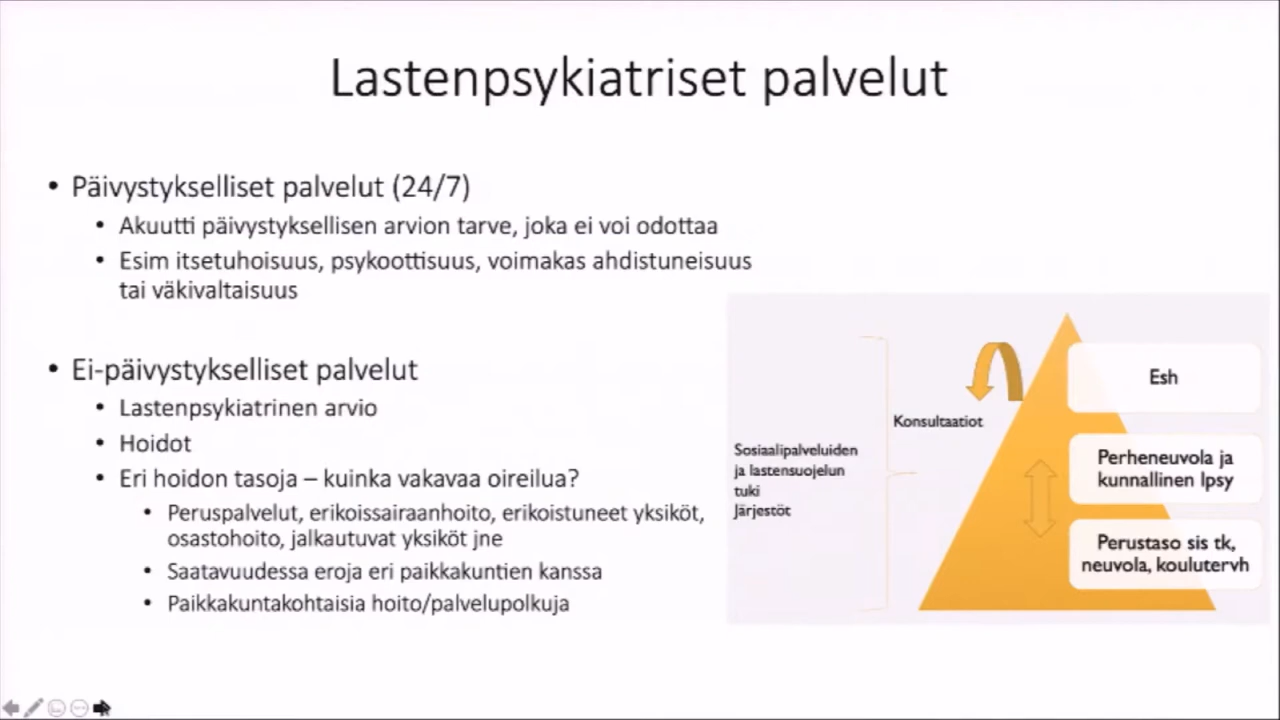 Lastenpsykiatriset palvelut
• Päivystykselliset palvelut (24/7)
• Akuutti päivystyksellisen arvion tarve, joka ei voi odottaa
• Esim itsetuhoisuus, psykoottisuus, voimakas ahdistuneisuus
tai väkivaltaisuus
• Ei-päivystykselliset palvelut
• Lastenpsykiatrinen arvio
• Hoidot
• Eri hoidon tasoja – kuinka vakavaa oireilua?
• Peruspalvelut, erikoissairaanhoito, erikoistuneet yksiköt,
osastohoito, jalkautuvat yksiköt jne
• Saatavuudessa eroja eri paikkakuntien kanssa
• Paikkakuntakohtaisia hoito/palvelupolkuja
Sosiaalipalveluiden
ja lastensuojelun
tuki
Järjestöt
Konsultaatiot
Esh
Perheneuvola ja
kunnallinen lpsy
Perustaso sis tk,
neuvola, koulutervh